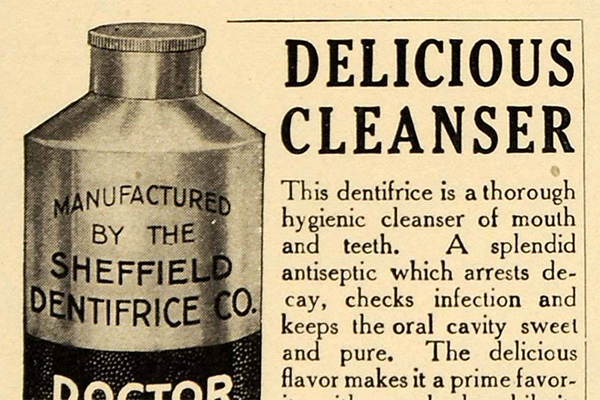 MANUFACTURED
BY THE
SHEFFIELD
DENTIFRICE CO.
DOCTOR
DELICIOUS
CLEANSER
This dentifrice is a thorough
hygienic cleanser of mouth
and teeth. A splendid
antiseptic which arrests de-
cay, checks infection and
keeps the oral cavity sweet
and pure. The delicious
flavor makes it a prime favor-